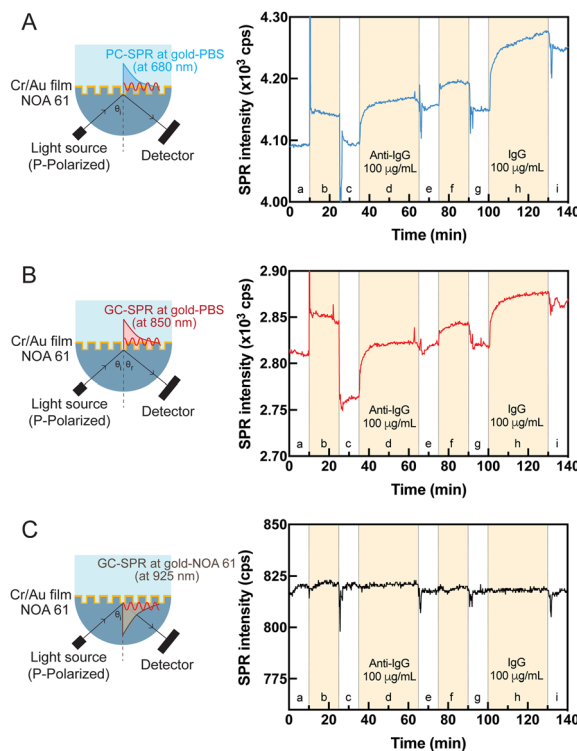 A
PC-SPR at gold-PBS
(at 680 nm)
Cr/Au film
NOA 61
θi
Light source
(P-Polarized)
Detector
SPR intensity (x10³ cps)
4.30
4.20
4.10
4.00
Anti-IgG
100 µg/mL
IgG
100 µg/mL
a b c d e f g h i
0 20 40 60 80 100 120 140
Time (min)
B
GC-SPR at gold-PBS
(at 850 nm)
Cr/Au film
NOA 61
θi θr
Light source
(P-Polarized)
Detector
SPR intensity (x10³ cps)
2.90
2.85
2.80
2.75
2.70
Anti-IgG
100 µg/mL
IgG
100 µg/mL
a b c d e f g h i
0 20 40 60 80 100 120 140
Time (min)
C
GC-SPR at gold-NOA 61
(at 925 nm)
Cr/Au film
NOA 61
θi
Light source
(P-Polarized)
Detector
SPR intensity (cps)
850
825
800
775
760
Anti-IgG
100 µg/mL
IgG
100 µg/mL
a b c d e f g h i
0 20 40 60 80 100 120 140
Time (min)